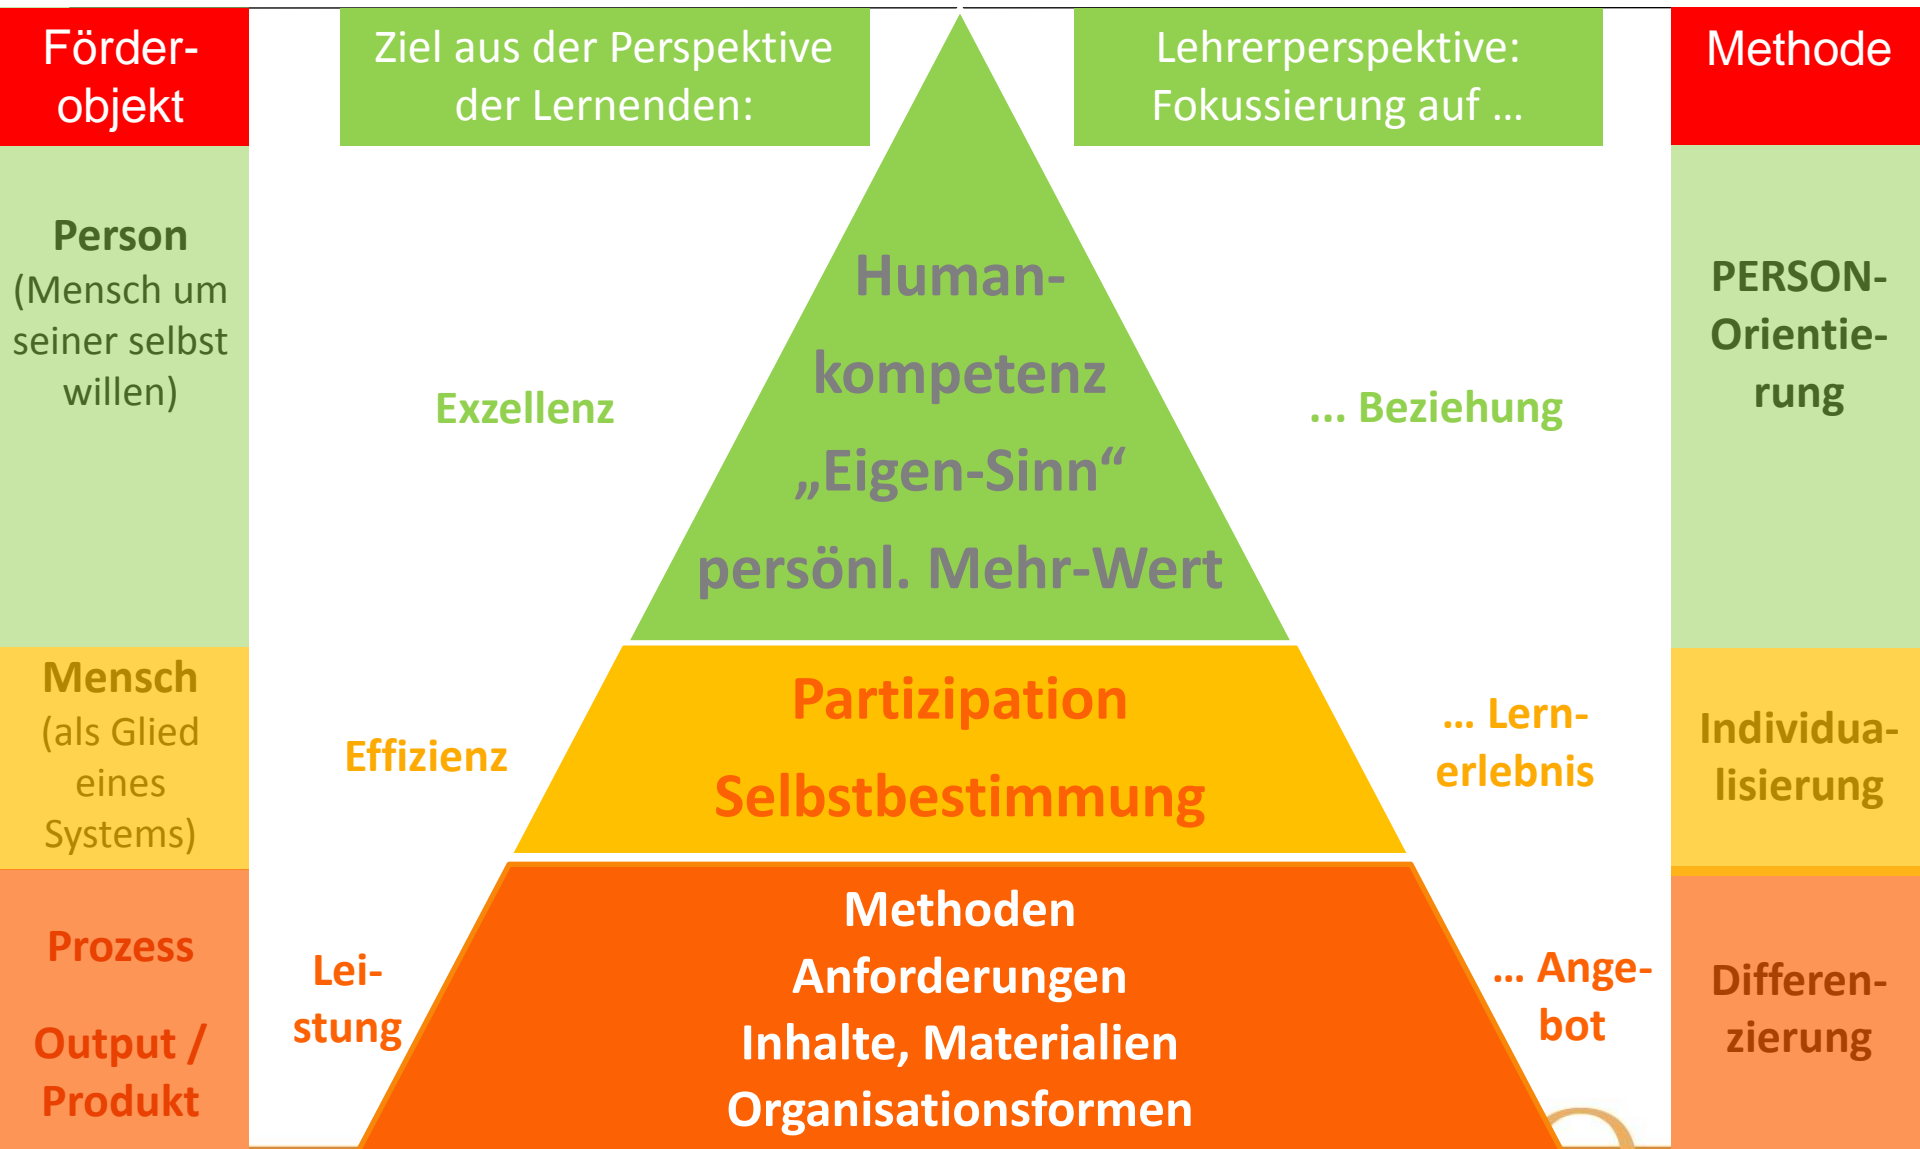 Förder-
objekt
Ziel aus der Perspektive
der Lernenden:
Lehrerperspektive:
Fokussierung auf ...
Methode
Person
(Mensch um
seiner selbst
willen)
Exzellenz
Human-
kompetenz
„Eigen-Sinn“
persönl. Mehr-Wert
... Beziehung
PERSON-
Orientie-
rung
Mensch
(als Glied
eines
Systems)
Effizienz
Partizipation
Selbstbestimmung
... Lern-
erlebnis
Individua-
lisierung
Prozess
Output /
Produkt
Lei-
stung
Methoden
Anforderungen
Inhalte, Materialien
Organisationsformen
... Ange-
bot
Differen-
zierung